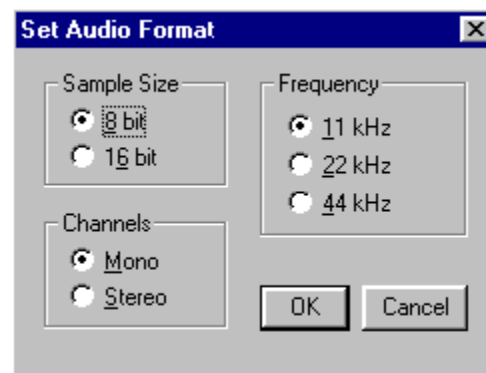 Set Audio Format
Sample Size
8 bit
16 bit
Channels
Mono
Stereo
Frequency
11 kHz
22 kHz
44 kHz
OK
Cancel